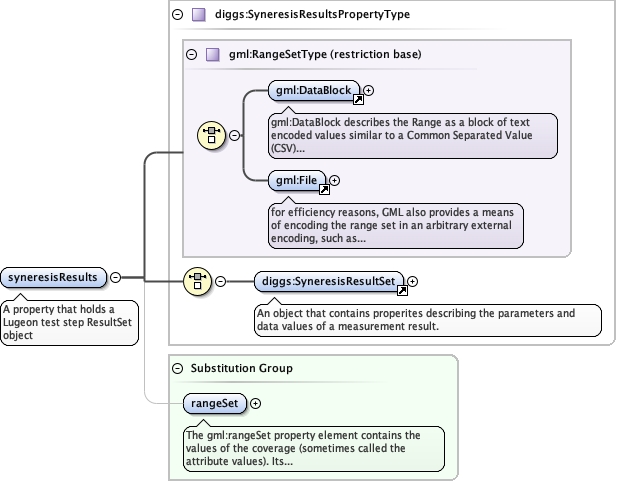 diggs:SyneresisResultsPropertyType
gml:RangeSetType (restriction base)
gml:DataBlock
gml:DataBlock describes the Range as a block of text
encoded values similar to a Common Separated Value
(CSV)...
gml:File
for efficiency reasons, GML also provides a means
of encoding the range set in an arbitrary external
encoding, such as...
syneresisResults
A property that holds a
Lugeon test step ResultSet
object
diggs:SyneresisResultSet
An object that contains properites describing the parameters and
data values of a measurement result.
Substitution Group
rangeSet
The gml:rangeSet property element contains the
values of the coverage (sometimes called the
attribute values). Its...